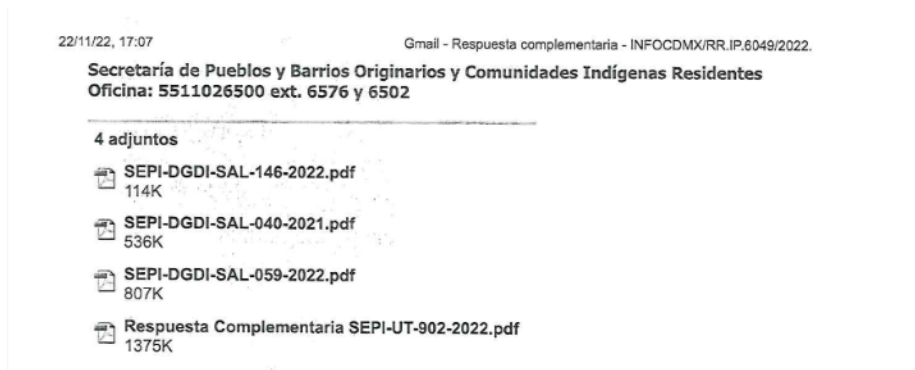 22/11/22, 17:07 Gmail - Respuesta complementaria - INFOCDMX/RR.IP.6049/2022.
Secretaría de Pueblos y Barrios Originarios y Comunidades Indígenas Residentes
Oficina: 5511026500 ext. 6576 y 6502
4 adjuntos
SEPI-DGDI-SAL-146-2022.pdf
114K
SEPI-DGDI-SAL-040-2021.pdf
536K
SEPI-DGDI-SAL-059-2022.pdf
807K
Respuesta Complementaria SEPI-UT-902-2022.pdf
1375K